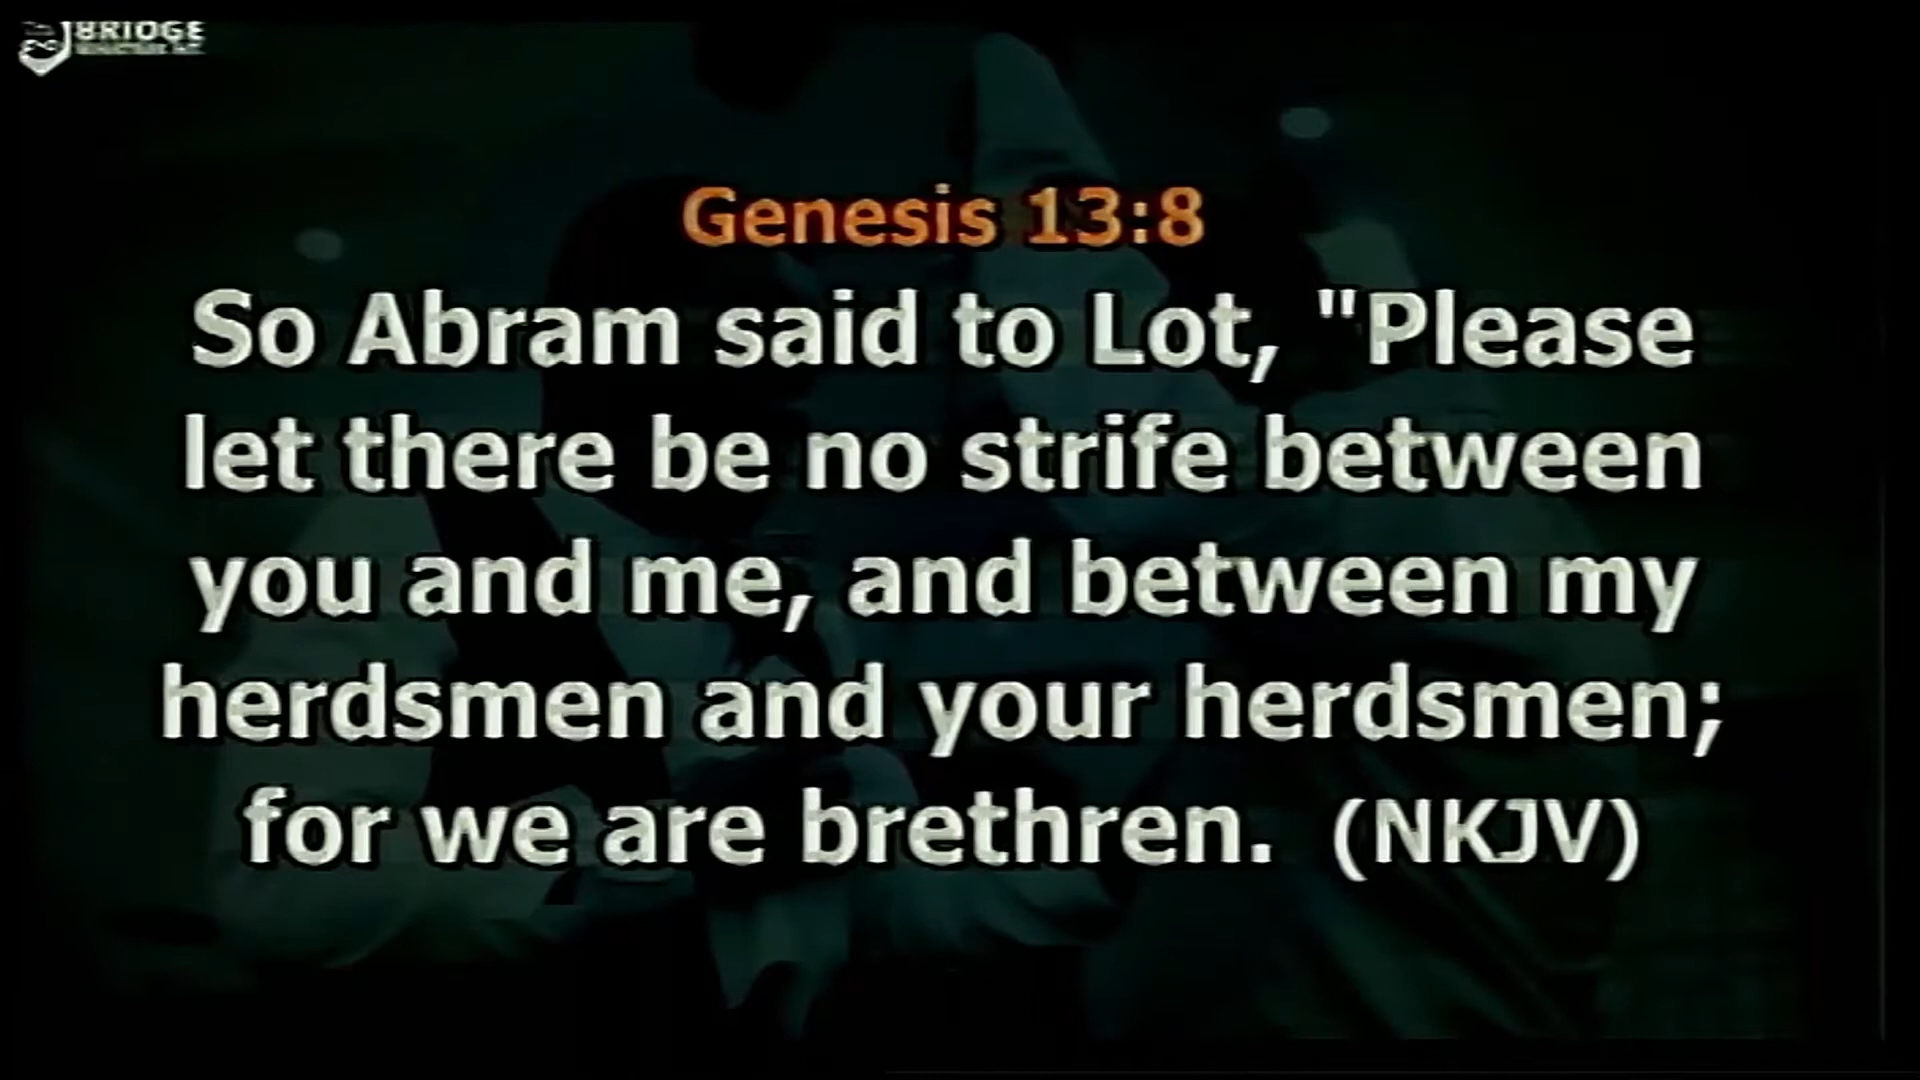 BRIDGE
Genesis 13:8
So Abram said to Lot, "Please
let there be no strife between
you and me, and between my
herdsmen and your herdsmen;
for we are brethren. (NKJV)